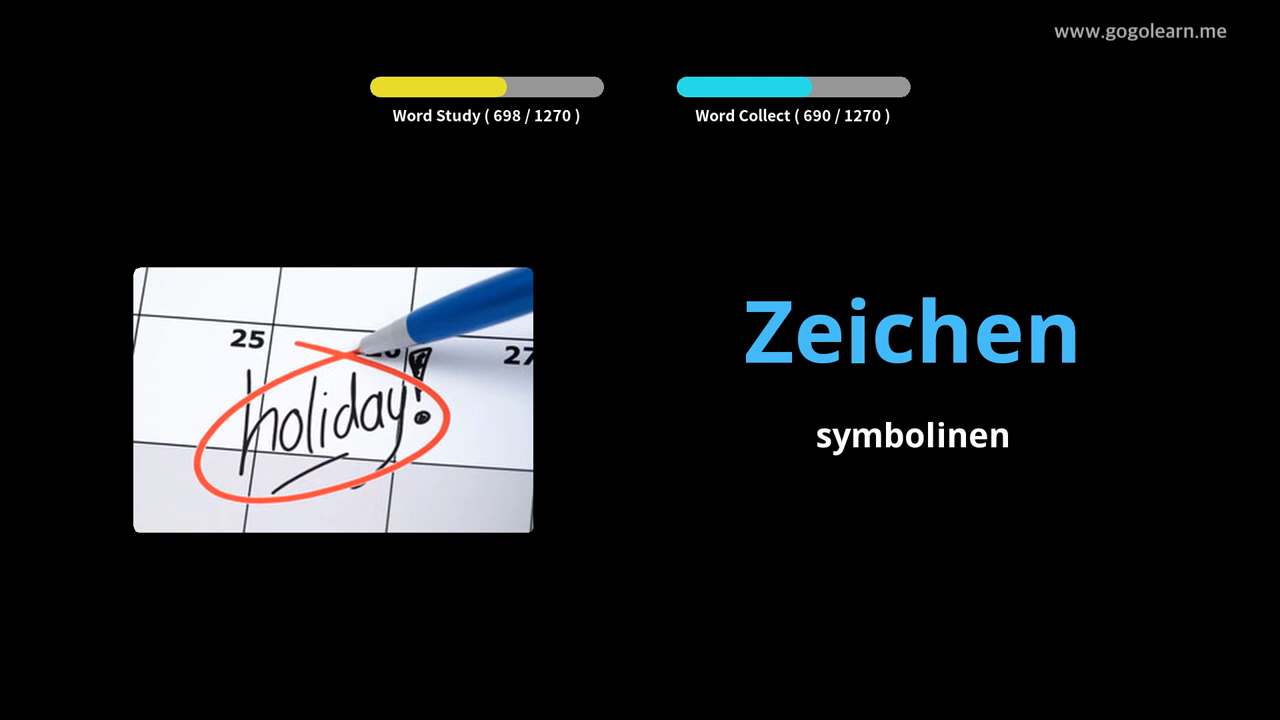 www.gogolearn.me
Word Study ( 698 / 1270 )
Word Collect ( 690 / 1270 )
25
27
holiday!
Zeichen
symbolinen